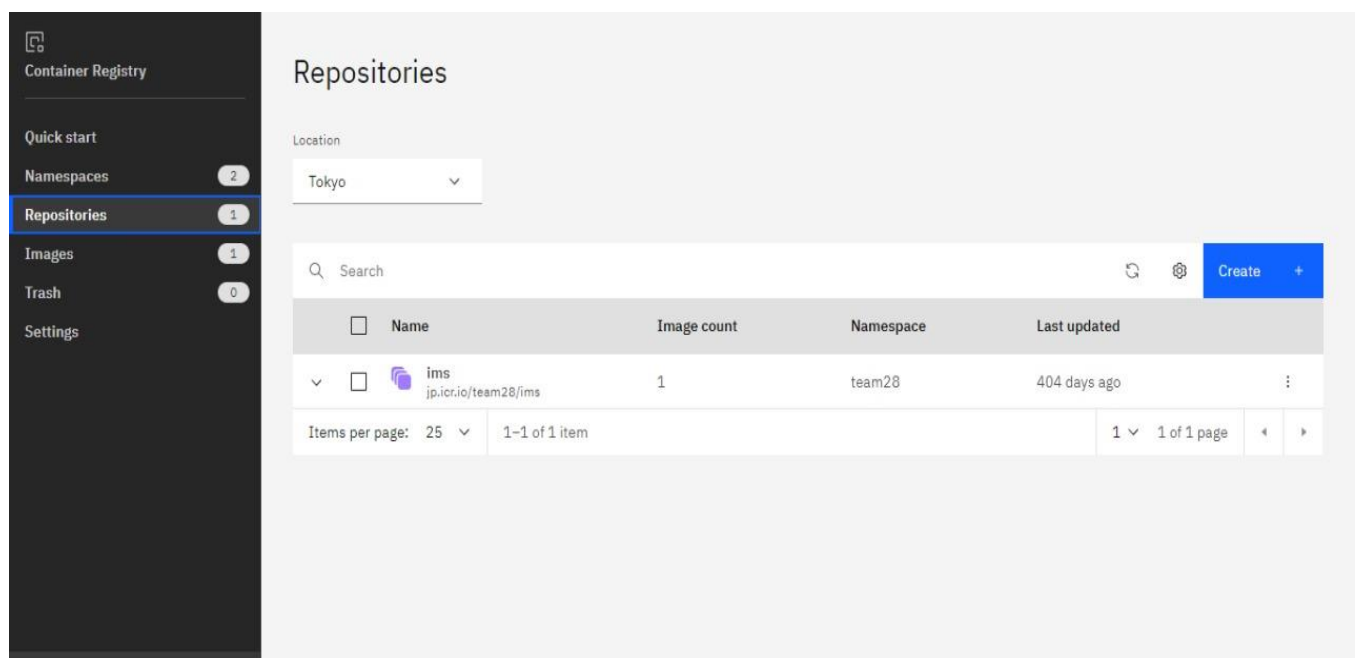 Container Registry
Quick start
Namespaces 2
Repositories 1
Images 1
Trash 0
Settings
Repositories
Location
Tokyo
Search
Create +
Name Image count Namespace Last updated
ims
jp.icr.io/team28/ims
1 team28 404 days ago
Items per page: 25 1–1 of 1 item 1 1 of 1 page